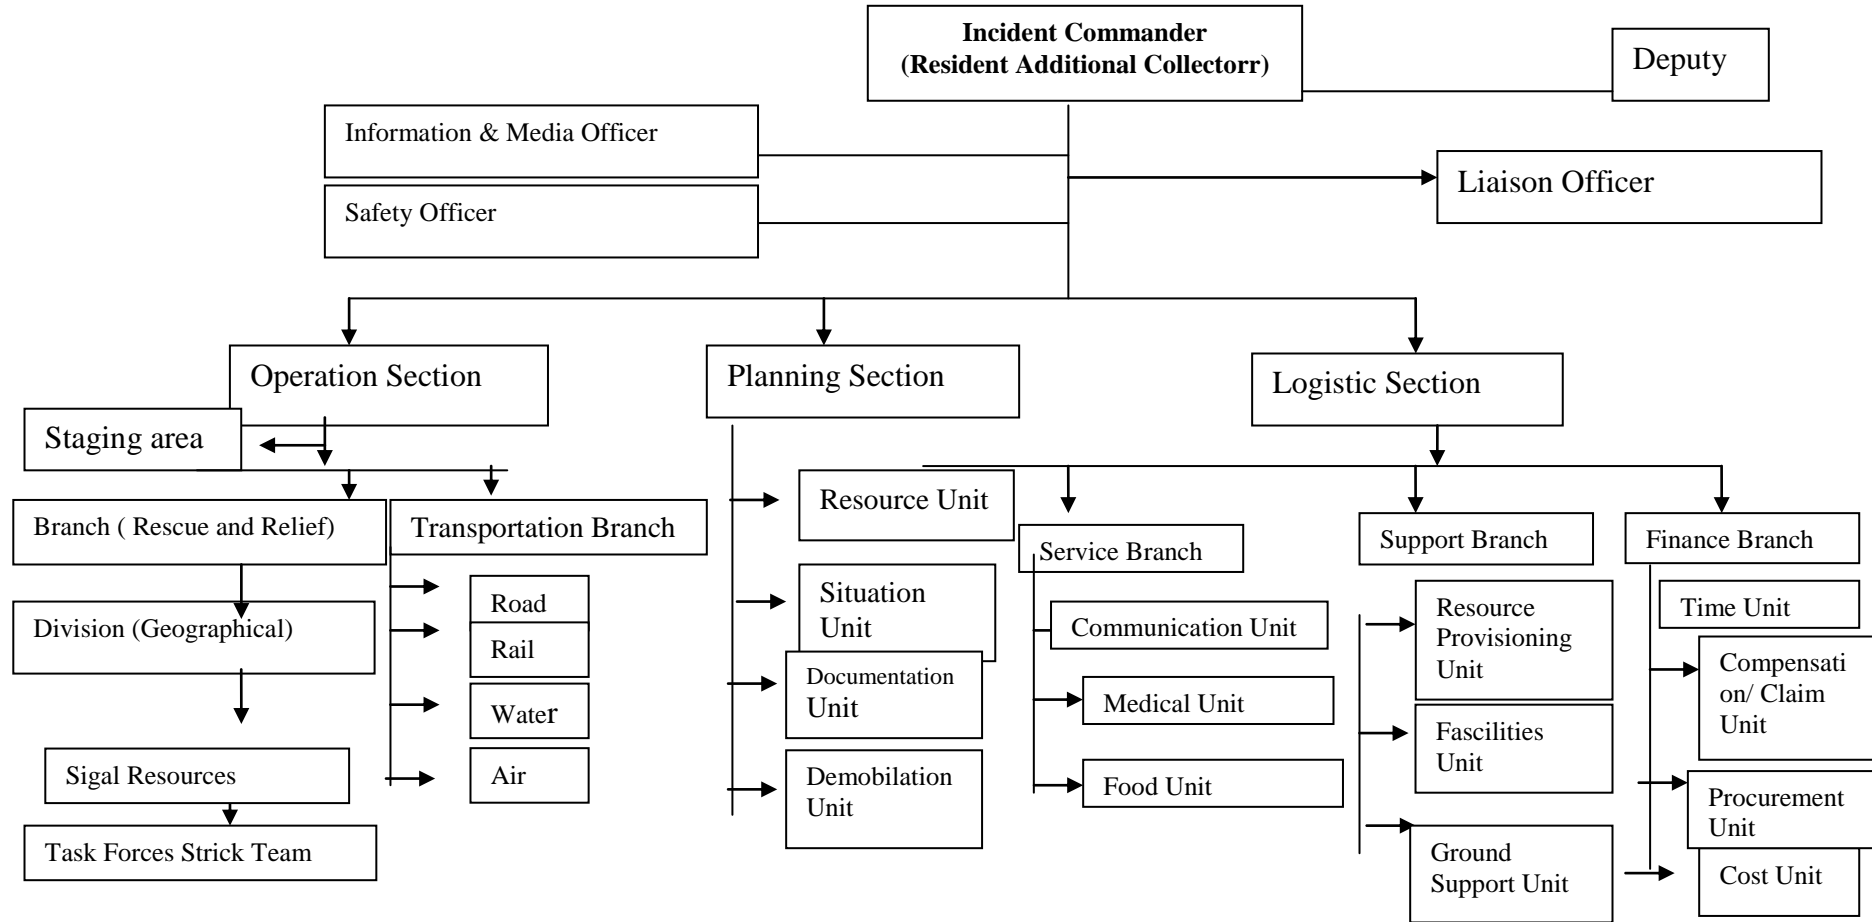 Incident Commander
(Resident Additional Collectorr)
Deputy
Information & Media Officer
Liaison Officer
Safety Officer
Operation Section
Planning Section
Logistic Section
Staging area
Branch ( Rescue and Relief)
Transportation Branch
Resource Unit
Service Branch
Support Branch
Finance Branch
Division (Geographical)
Road
Rail
Water
Air
Situation
Unit
Documentation
Unit
Demobilation
Unit
Communication Unit
Medical Unit
Food Unit
Resource
Provisioning
Unit
Fascilities
Unit
Ground
Support Unit
Time Unit
Compensati
on/ Claim
Unit
Procurement
Unit
Cost Unit
Sigal Resources
Task Forces Strick Team